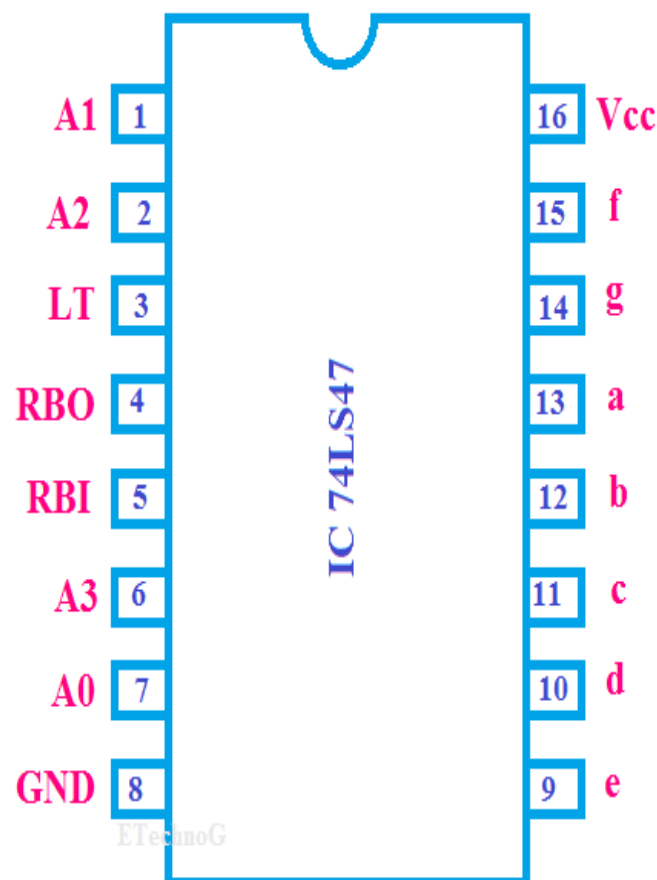 A1 1 16 Vcc
A2 2 15 f
LT 3 14 g
RBO 4 13 a
RBI 5 12 b
A3 6 11 c
A0 7 10 d
GND 8 9 e
IC 74LS47
ETechnoG